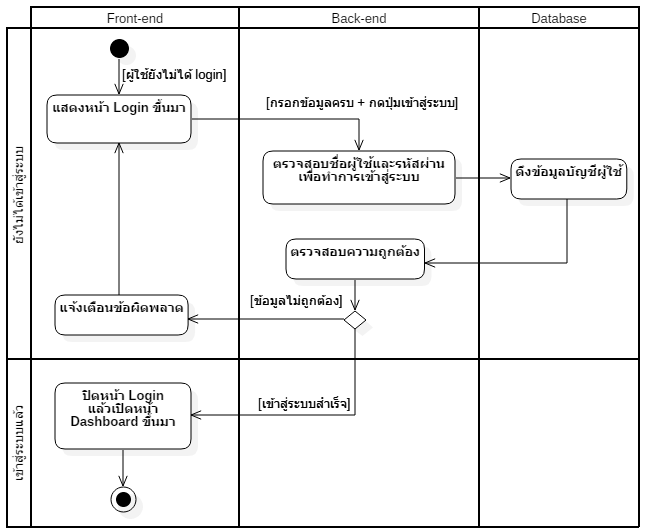 Front-end
Back-end
Database
ยังไม่ได้เข้าสู่ระบบ
[ผู้ใช้ยังไม่ได้ login]
แสดงหน้า Login ขึ้นมา
[กรอกข้อมูลครบ + กดปุ่มเข้าสู่ระบบ]
ตรวจสอบชื่อผู้ใช้และรหัสผ่าน
เพื่อทำการเข้าสู่ระบบ
ดึงข้อมูลบัญชีผู้ใช้
ตรวจสอบความถูกต้อง
[ข้อมูลไม่ถูกต้อง]
แจ้งเตือนข้อผิดพลาด
เข้าสู่ระบบแล้ว
[เข้าสู่ระบบสำเร็จ]
ปิดหน้า Login
แล้วเปิดหน้า
Dashboard ขึ้นมา